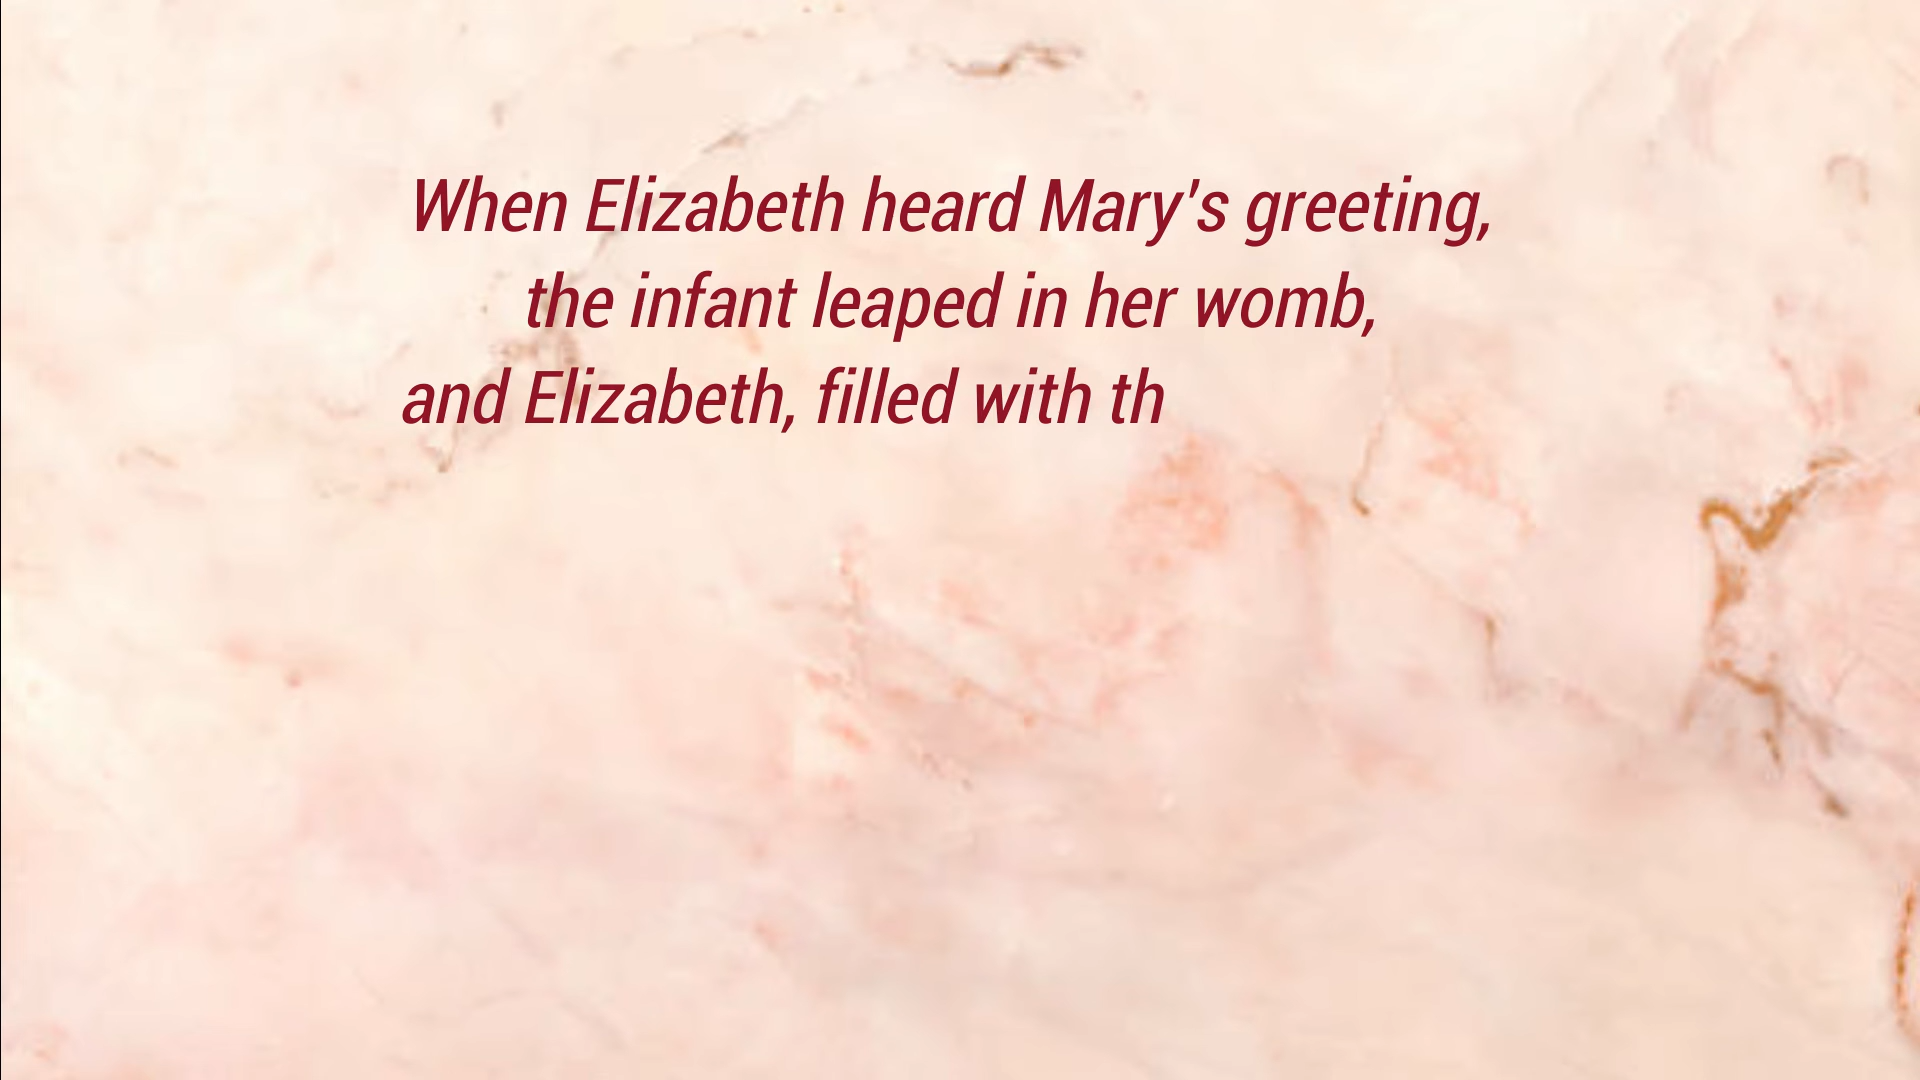 When Elizabeth heard Mary's greeting,
the infant leaped in her womb,
and Elizabeth, filled with th